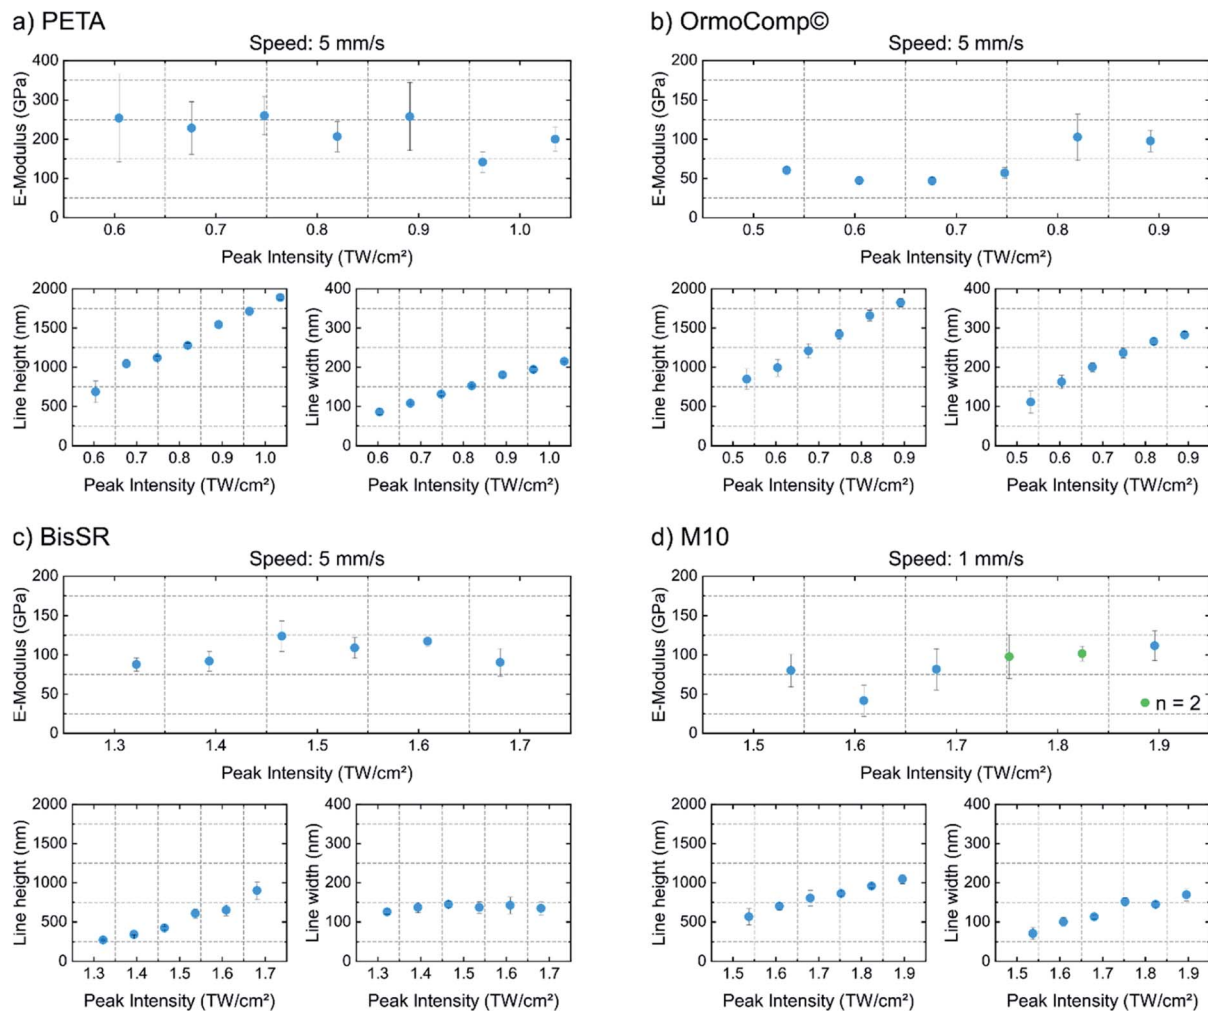 a) PETA
Speed: 5 mm/s
E-Modulus (GPa)
400
300
200
100
0
0.6 0.7 0.8 0.9 1.0
Peak Intensity (TW/cm²)
Line height (nm)
2000
1500
1000
500
0
0.6 0.7 0.8 0.9 1.0
Peak Intensity (TW/cm²)
Line width (nm)
400
300
200
100
0
0.6 0.7 0.8 0.9 1.0
Peak Intensity (TW/cm²)
b) OrmoComp©
Speed: 5 mm/s
E-Modulus (GPa)
200
150
100
50
0
0.5 0.6 0.7 0.8 0.9
Peak Intensity (TW/cm²)
Line height (nm)
2000
1500
1000
500
0
0.5 0.6 0.7 0.8 0.9
Peak Intensity (TW/cm²)
Line width (nm)
400
300
200
100
0
0.5 0.6 0.7 0.8 0.9
Peak Intensity (TW/cm²)
c) BisSR
Speed: 5 mm/s
E-Modulus (GPa)
200
150
100
50
0
1.3 1.4 1.5 1.6 1.7
Peak Intensity (TW/cm²)
Line height (nm)
2000
1500
1000
500
0
1.3 1.4 1.5 1.6 1.7
Peak Intensity (TW/cm²)
Line width (nm)
400
300
200
100
0
1.3 1.4 1.5 1.6 1.7
Peak Intensity (TW/cm²)
d) M10
Speed: 1 mm/s
E-Modulus (GPa)
200
150
100
50
0
n = 2
1.5 1.6 1.7 1.8 1.9
Peak Intensity (TW/cm²)
Line height (nm)
2000
1500
1000
500
0
1.5 1.6 1.7 1.8 1.9
Peak Intensity (TW/cm²)
Line width (nm)
400
300
200
100
0
1.5 1.6 1.7 1.8 1.9
Peak Intensity (TW/cm²)